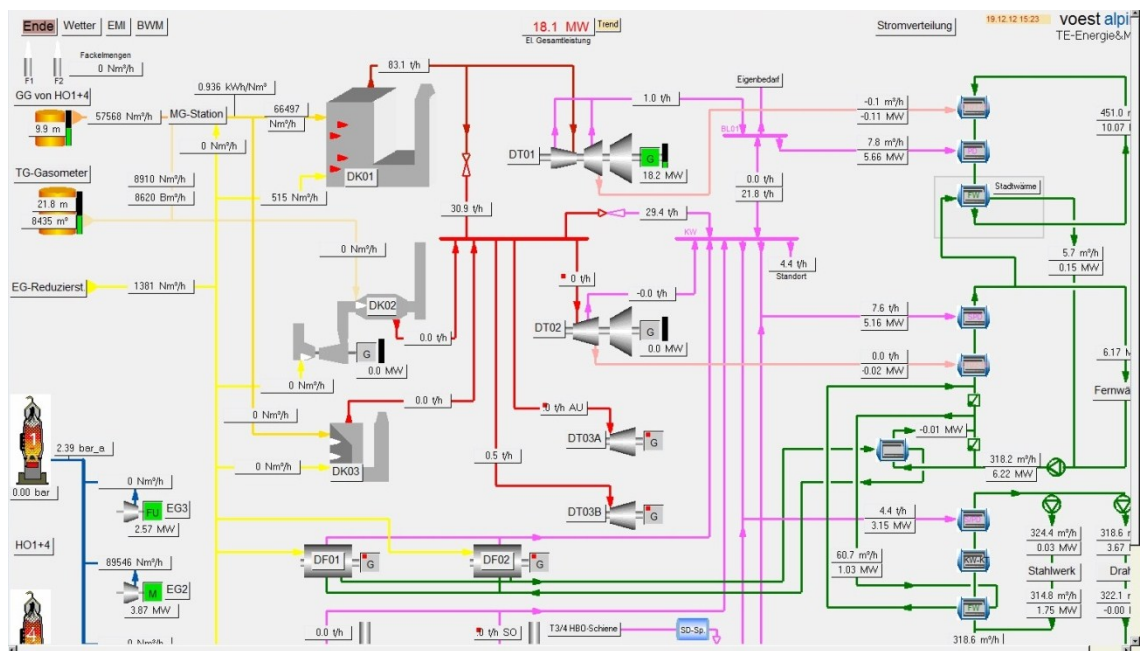 Ende Wetter EMI BWM
18.1 MW Trend
El. Gesamtleistung
Stromverteilung
19.12.12 15:23
voest alpin
TE-Energie&M
Fackelmengen
0 Nm³/h
F1 F2
GG von HO1+4
9.9 m
57568 Nm³/h
MG-Station
0.936 kWh/Nm³
66497
Nm³/h
0 Nm³/h
83.1 t/h
DK01
515 Nm³/h
TG-Gasometer
21.8 m
8435 m³
8910 Nm³/h
8620 Bm³/h
30.9 t/h
Eigenbedarf
1.0 t/h
BL01
DT01
G
18.2 MW
0.0 t/h
21.8 t/h
-0.1 m³/h
-0.11 MW
7.8 m³/h
5.66 MW
451.0 m
10.07
Stadtwärme
FW
29.4 t/h
KW
4.4 t/h
Standort
5.7 m³/h
0.15 MW
EG-Reduzierst.
1381 Nm³/h
0 Nm³/h
DK02
G
0.0 MW
0.0 t/h
0 Nm³/h
0 t/h
-0.0 t/h
DT02
G
0.0 MW
7.6 t/h
5.16 MW
0.0 t/h
-0.02 MW
6.17 M
Fernwä
0.0 t/h
0 Nm³/h
DK03
0 Nm³/h
0 t/h AU
DT03A
G
0.5 t/h
DT03B
G
-0.01 MW
318.2 m³/h
6.22 MW
1
2.39 bar_a
0.00 bar
0 Nm³/h
FU
EG3
2.57 MW
HO1+4
89546 Nm³/h
M
EG2
3.87 MW
4
DF01
G
DF02
G
4.4 t/h
3.15 MW
60.7 m³/h
1.03 MW
KW-K
FW
324.4 m³/h
0.03 MW
Stahlwerk
314.8 m³/h
1.75 MW
318.6 m
3.67
Drah
322.1 m
-0.00
318.6 m³/h
0.0 t/h
0 t/h SO
T3/4 HBO-Schiene
SD-Sp.